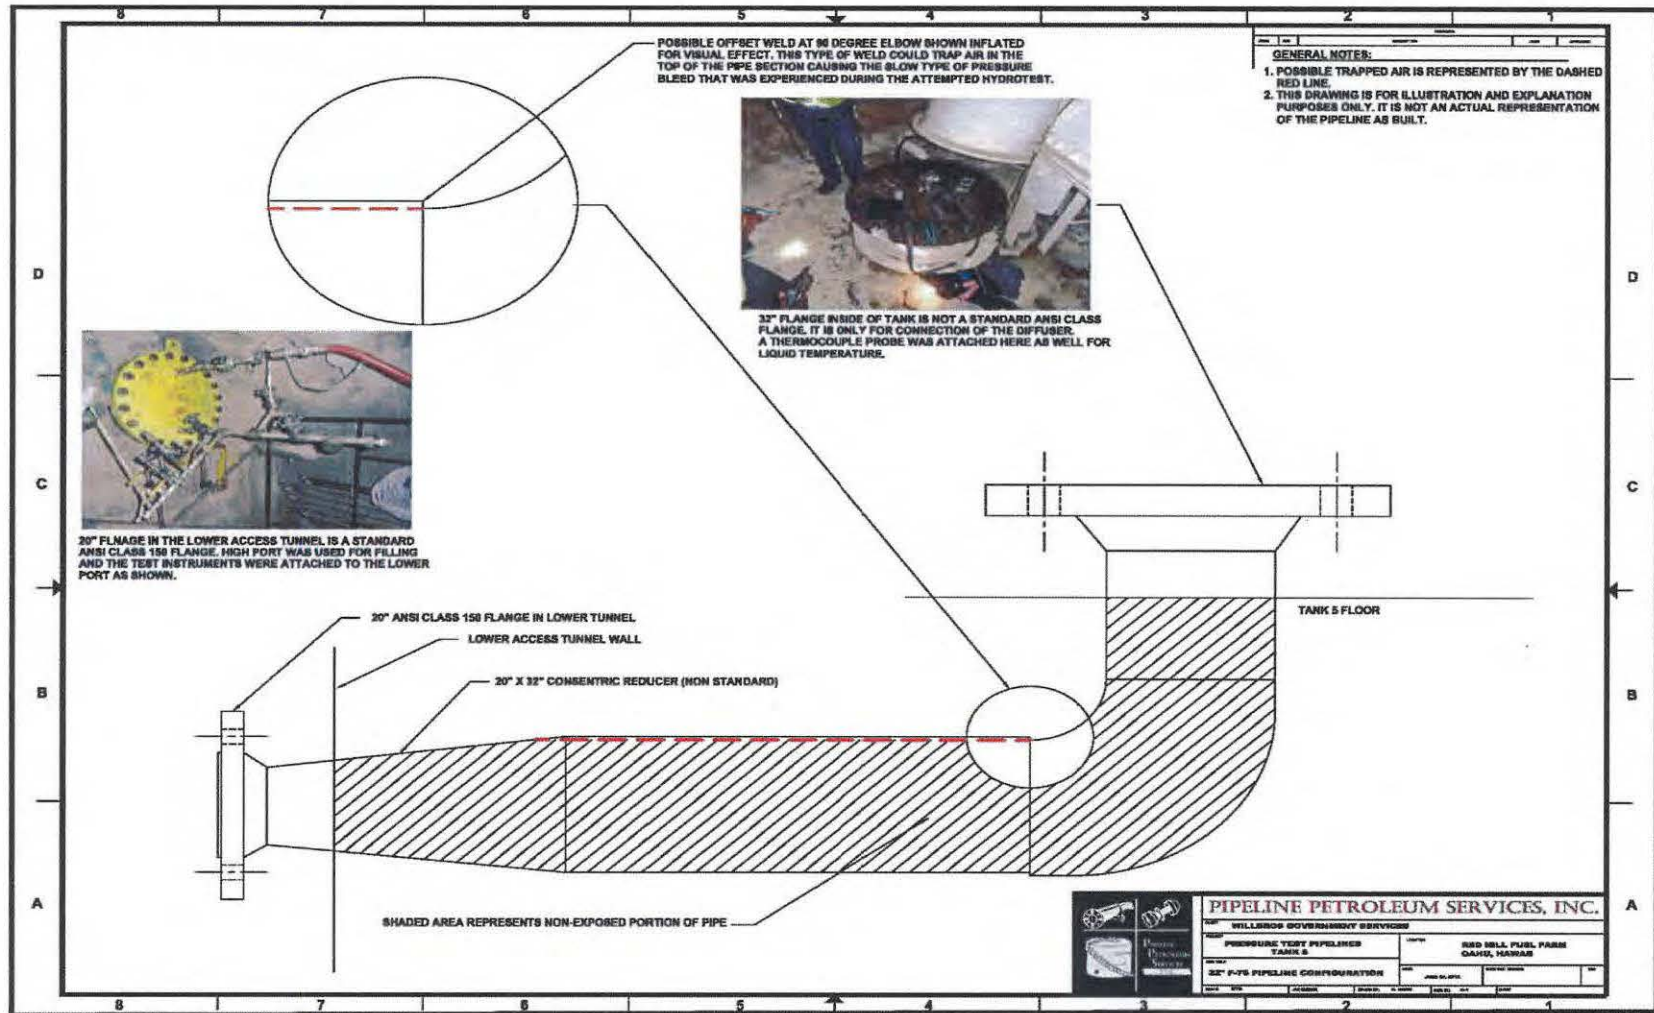 8 7 6 5 4 3 2 1
POSSIBLE OFFSET WELD AT 90 DEGREE ELBOW SHOWN INFLATED
FOR VISUAL EFFECT. THIS TYPE OF WELD COULD TRAP AIR IN THE
TOP OF THE PIPE SECTION CAUSING THE SLOW TYPE OF PRESSURE
BLEED THAT WAS EXPERIENCED DURING THE ATTEMPTED HYDROTEST.
GENERAL NOTES:
1. POSSIBLE TRAPPED AIR IS REPRESENTED BY THE DASHED
RED LINE.
2. THIS DRAWING IS FOR ILLUSTRATION AND EXPLANATION
PURPOSES ONLY. IT IS NOT AN ACTUAL REPRESENTATION
OF THE PIPELINE AS BUILT.
D
D
32" FLANGE INSIDE OF TANK IS NOT A STANDARD ANSI CLASS
FLANGE. IT IS ONLY FOR CONNECTION OF THE DIFFUSER.
A THERMOCOUPLE PROBE WAS ATTACHED HERE AS WELL FOR
LIQUID TEMPERATURE.
C
C
20" FLNAGE IN THE LOWER ACCESS TUNNEL IS A STANDARD
ANSI CLASS 150 FLANGE. HIGH PORT WAS USED FOR FILLING
AND THE TEST INSTRUMENTS WERE ATTACHED TO THE LOWER
PORT AS SHOWN.
TANK 5 FLOOR
20" ANSI CLASS 150 FLANGE IN LOWER TUNNEL
LOWER ACCESS TUNNEL WALL
20" X 32" CONSENTRIC REDUCER (NON STANDARD)
B
B
SHADED AREA REPRESENTS NON-EXPOSED PORTION OF PIPE
A
A
PIPELINE PETROLEUM SERVICES, INC.
WILLBROS GOVERNMENT SERVICES
PRESSURE TEST PIPELINES
TANK 5
RED HILL FUEL FARM
OAHU, HAWAII
32" F-76 PIPELINE CONFIGURATION
8 7 6 5 4 3 2 1